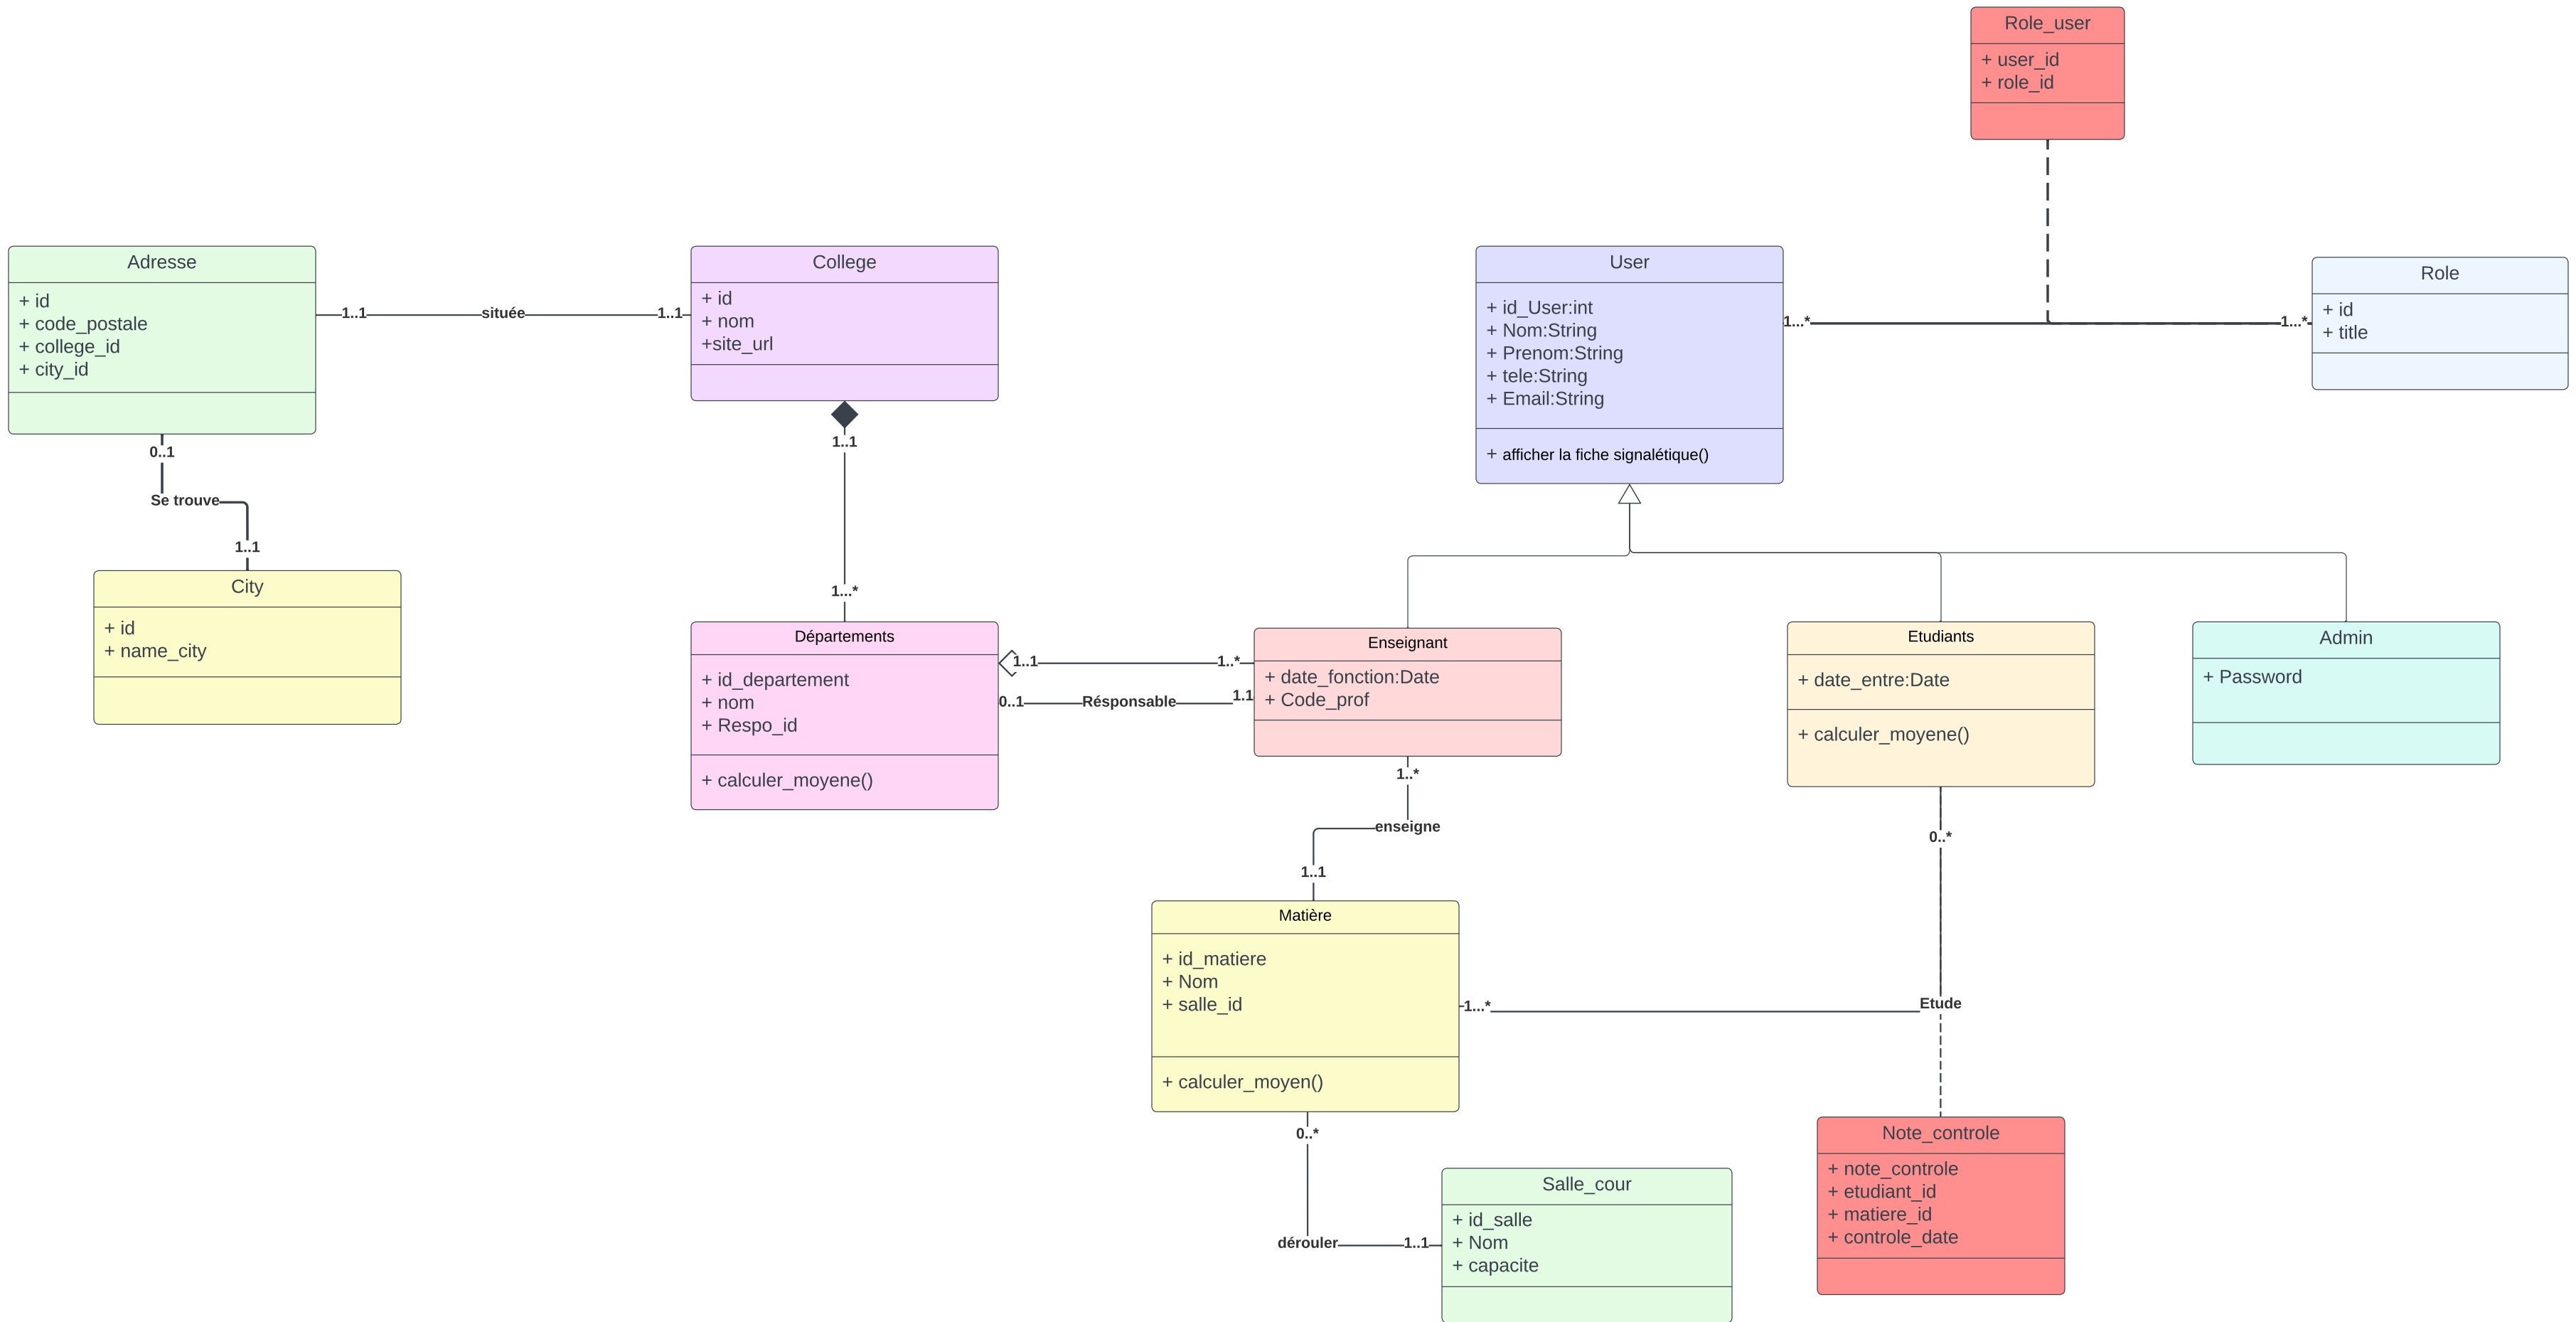 Role_user
+ user_id
+ role_id
Adresse
+ id
+ code_postale
+ college_id
+ city_id
1..1
située
1..1
College
+ id
+ nom
+site_url
User
+ id_User:int
+ Nom:String
+ Prenom:String
+ tele:String
+ Email:String
+ afficher la fiche signalétique()
1...*
1...*
Role
+ id
+ title
0..1
Se trouve
1..1
1..1
1...*
City
+ id
+ name_city
Départements
+ id_departement
+ nom
+ Respo_id
+ calculer_moyene()
1..1
1..*
0..1
Résponsable
1.1
Enseignant
+ date_fonction:Date
+ Code_prof
Etudiants
+ date_entre:Date
+ calculer_moyene()
Admin
+ Password
1..*
enseigne
1..1
0..*
Matière
+ id_matiere
+ Nom
+ salle_id
+ calculer_moyen()
1...*
Etude
0..*
dérouler
1..1
Salle_cour
+ id_salle
+ Nom
+ capacite
Note_controle
+ note_controle
+ etudiant_id
+ matiere_id
+ controle_date